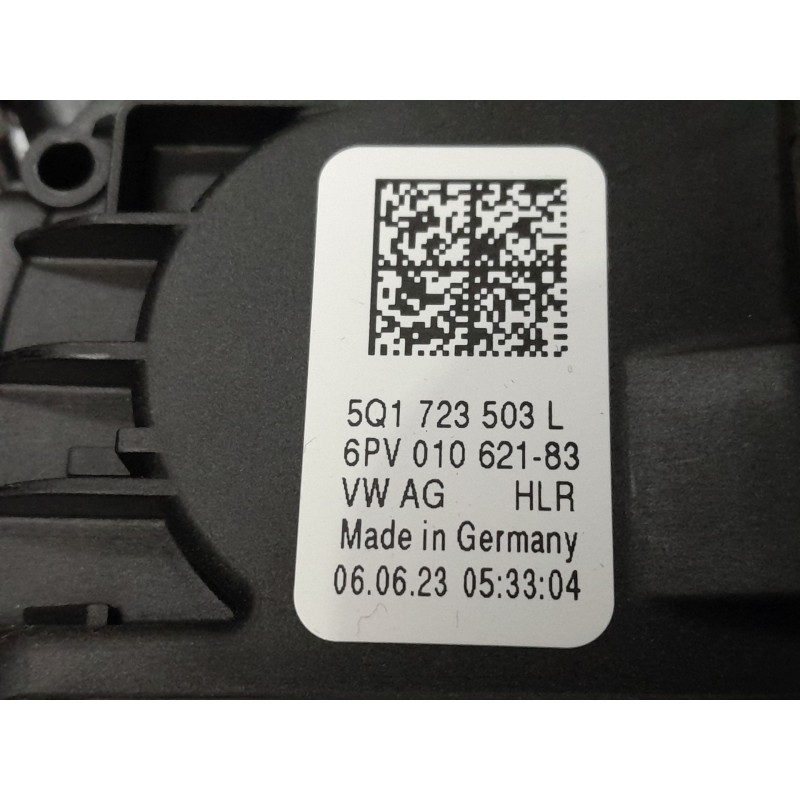 5Q1 723 503 L
6PV 010 621-83
VW AG HLR
Made in Germany
06.06.23 05:33:04